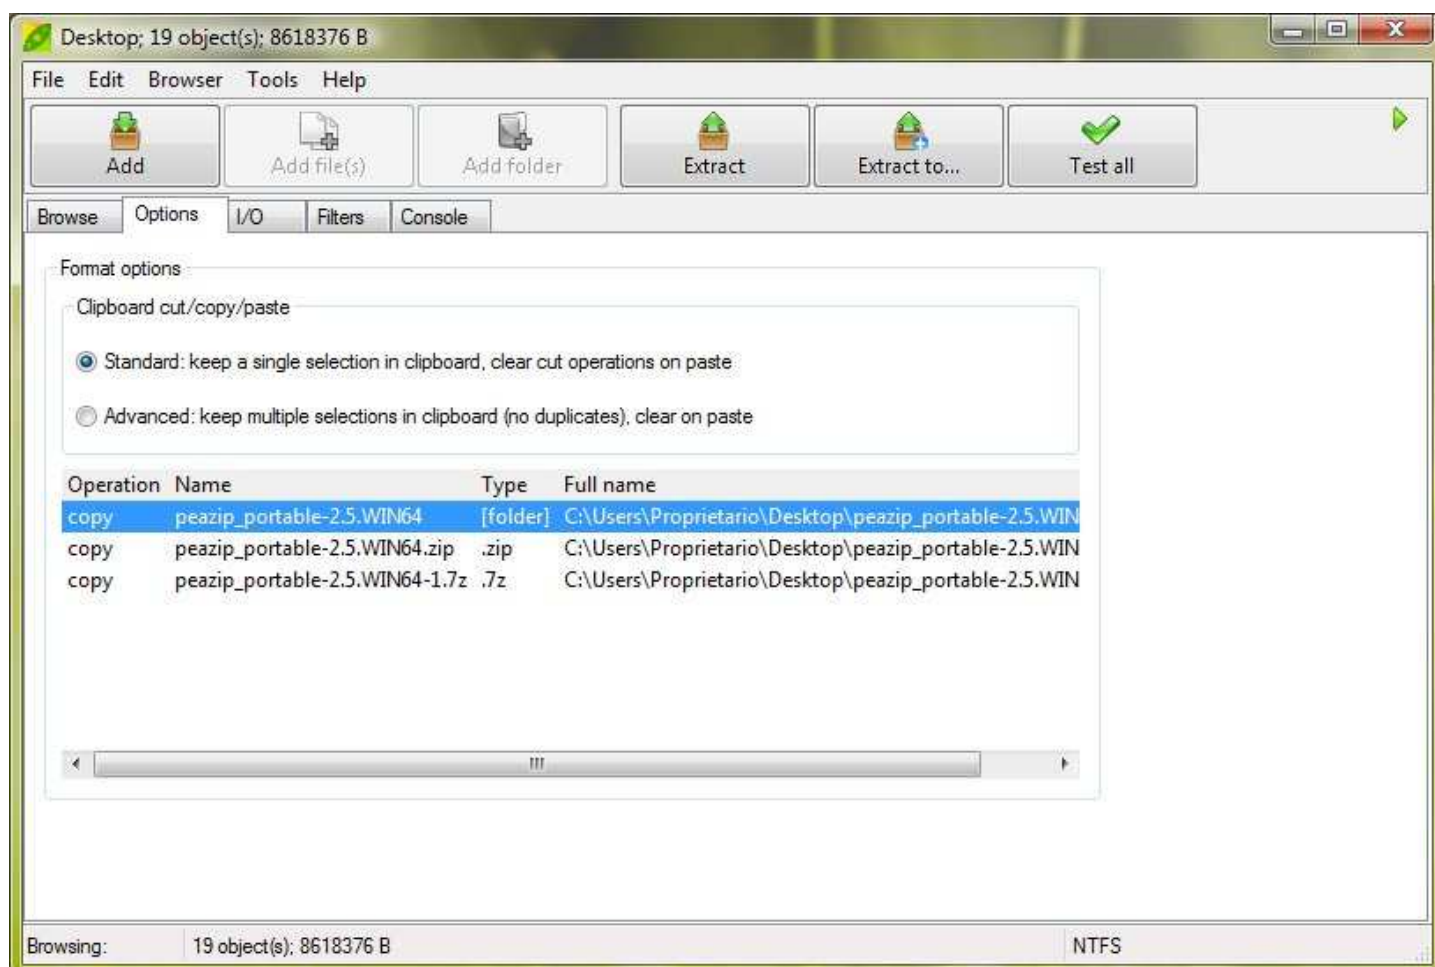 Desktop; 19 object(s); 8618376 B
File Edit Browser Tools Help
Add Add file(s) Add folder Extract Extract to... Test all
Browse Options I/O Filters Console
Format options
Clipboard cut/copy/paste
Standard: keep a single selection in clipboard, clear cut operations on paste
Advanced: keep multiple selections in clipboard (no duplicates), clear on paste
Operation Name Type Full name
copy peazip_portable-2.5.WIN64 [folder] C:\Users\Proprietario\Desktop\peazip_portable-2.5.WIN
copy peazip_portable-2.5.WIN64.zip .zip C:\Users\Proprietario\Desktop\peazip_portable-2.5.WIN
copy peazip_portable-2.5.WIN64-1.7z .7z C:\Users\Proprietario\Desktop\peazip_portable-2.5.WIN
Browsing: 19 object(s); 8618376 B NTFS